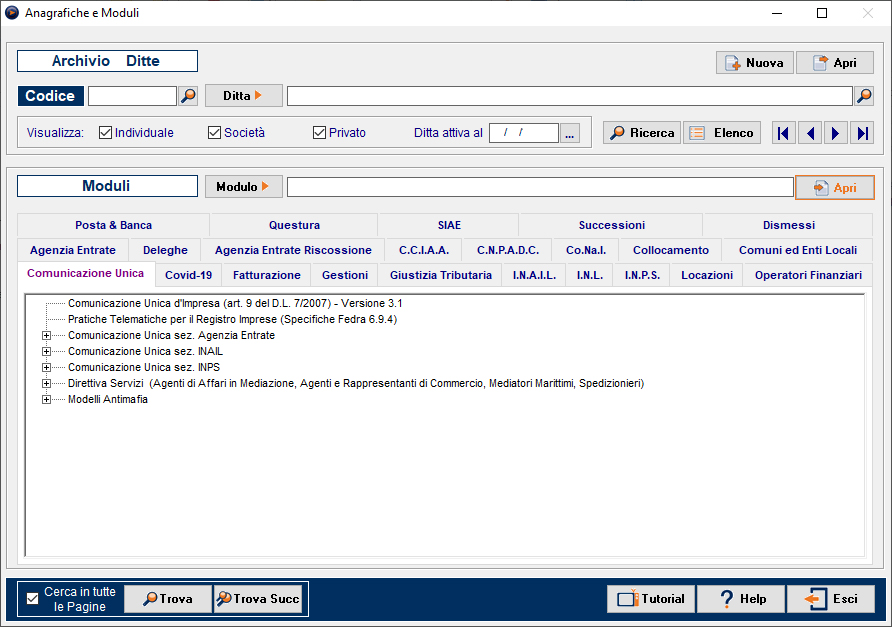 Anagrafiche e Moduli
Archivio Ditte
Nuova Apri
Codice Ditta
Visualizza: Individuale Società Privato Ditta attiva al / / ... Ricerca Elenco
Moduli Modulo Apri
Posta & Banca Questura SIAE Successioni Dismessi
Agenzia Entrate Deleghe Agenzia Entrate Riscossione C.C.I.A.A. C.N.P.A.D.C. Co.Na.I. Collocamento Comuni ed Enti Locali
Comunicazione Unica Covid-19 Fatturazione Gestioni Giustizia Tributaria I.N.A.I.L. I.N.L. I.N.P.S. Locazioni Operatori Finanziari
Comunicazione Unica d'Impresa (art. 9 del D.L. 7/2007) - Versione 3.1
Pratiche Telematiche per il Registro Imprese (Specifiche Fedra 6.9.4)
Comunicazione Unica sez. Agenzia Entrate
Comunicazione Unica sez. INAIL
Comunicazione Unica sez. INPS
Direttiva Servizi (Agenti di Affari in Mediazione, Agenti e Rappresentanti di Commercio, Mediatori Marittimi, Spedizionieri)
Modelli Antimafia
Cerca in tutte
le Pagine
Trova Trova Succ Tutorial Help Esci